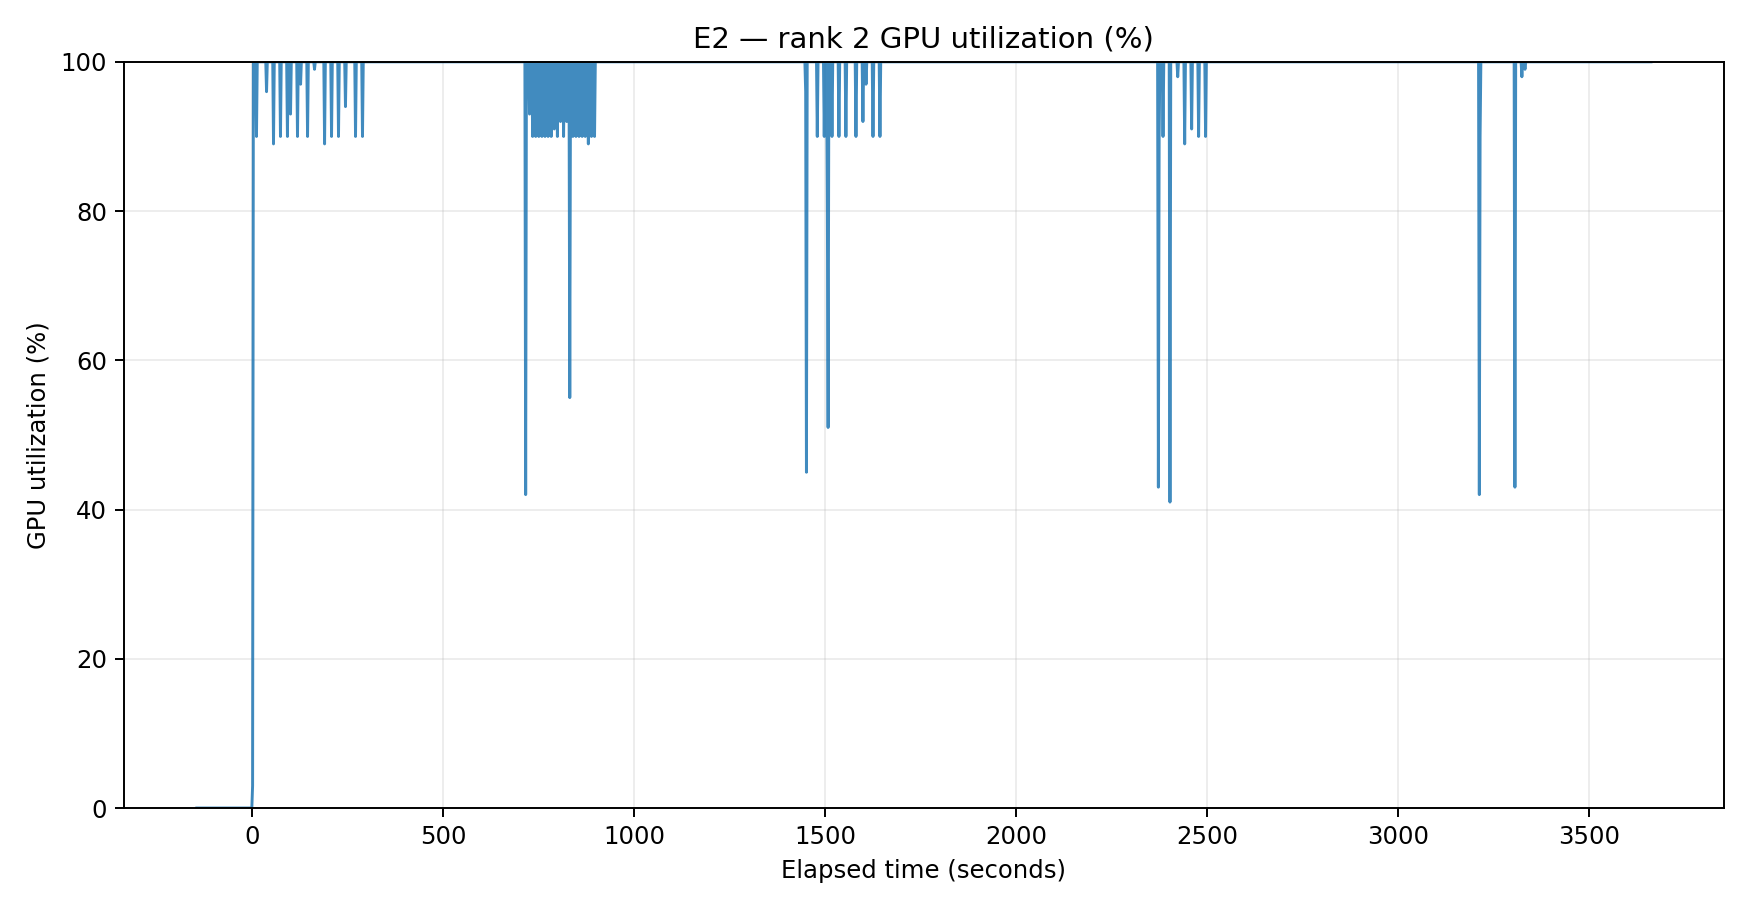 E2 — rank 2 GPU utilization (%)
GPU utilization (%)
100
80
60
40
20
0
0 500 1000 1500 2000 2500 3000 3500
Elapsed time (seconds)